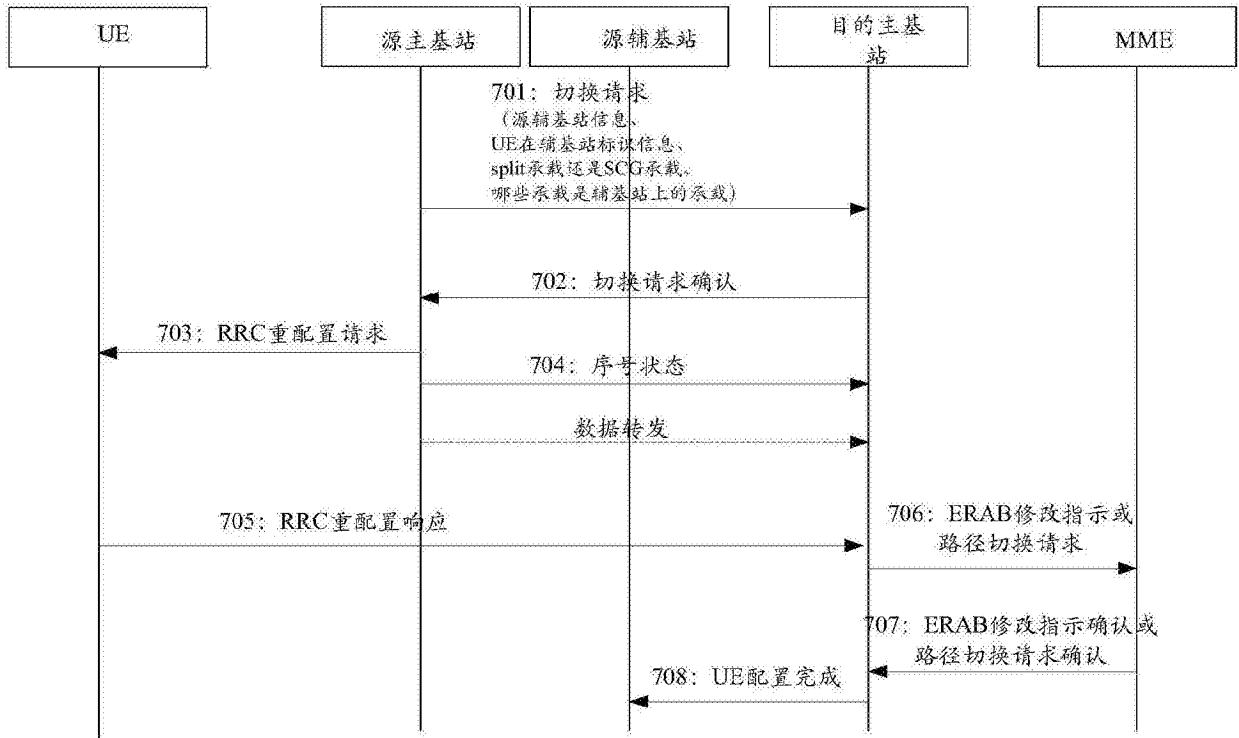 UE
源主基站
源辅基站
目的主基
站
MME
701：切换请求
（源辅基站信息、
UE在辅基站标识信息、
split承载还是SCG承载、
哪些承载是辅基站上的承载）
702：切换请求确认
703：RRC重配置请求
704：序号状态
数据转发
705：RRC重配置响应
706：ERAB修改指示或
路径切换请求
707：ERAB修改指示确认或
路径切换请求确认
708：UE配置完成